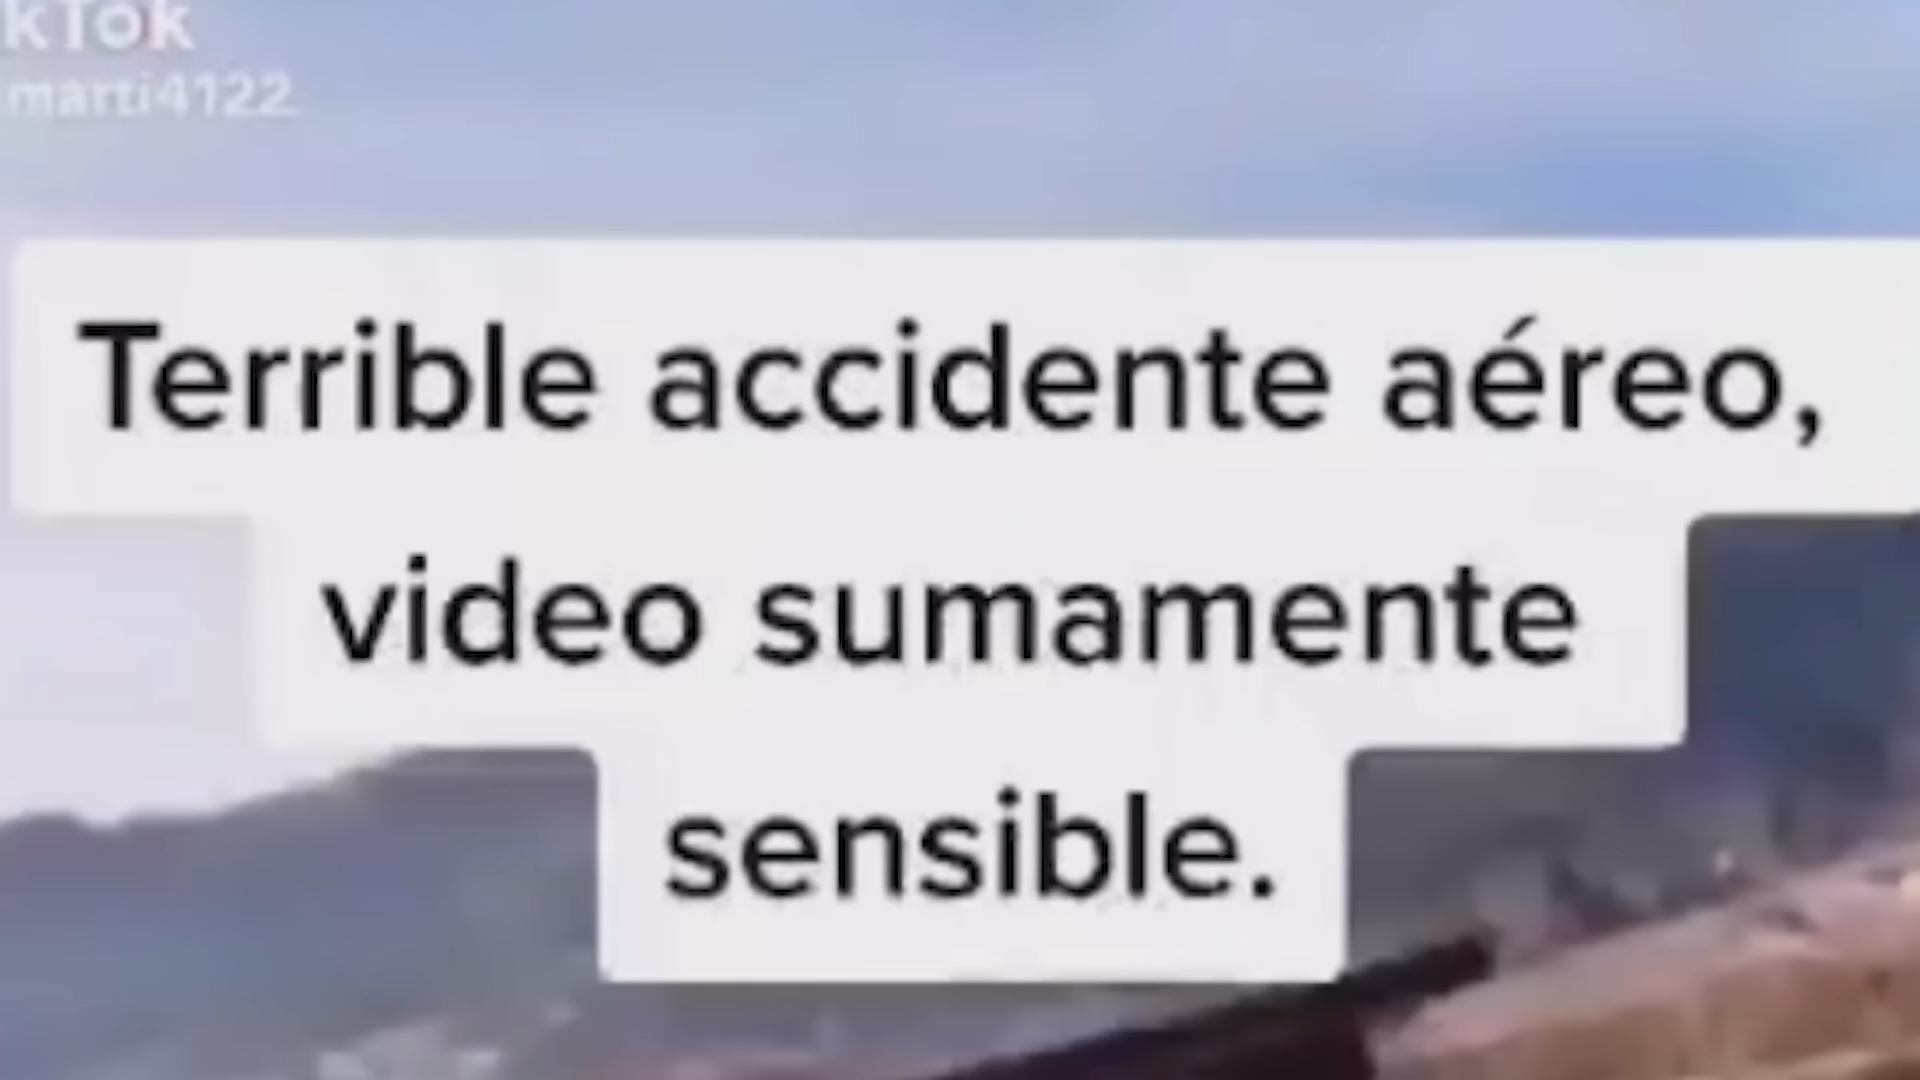 kTok
marti4122
Terrible accidente aéreo,
video sumamente
sensible.